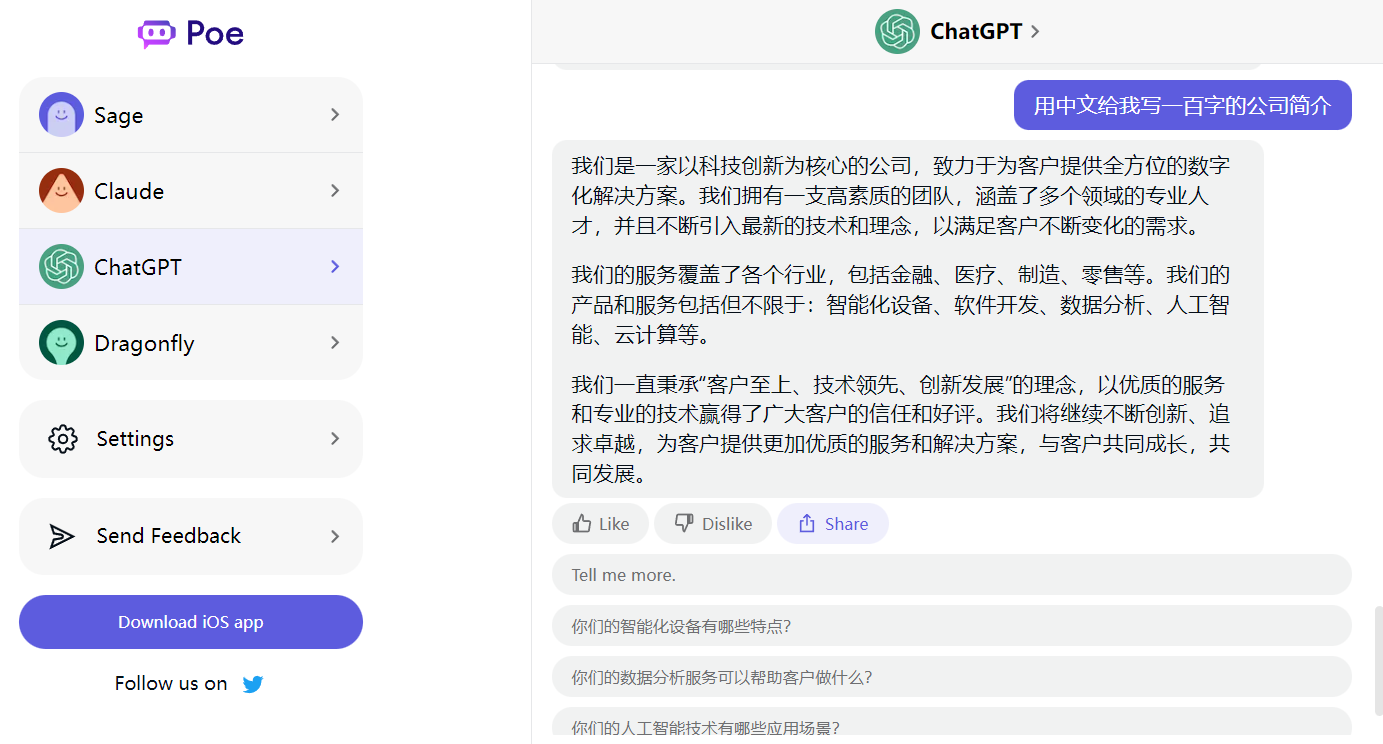 Poe
Sage
Claude
ChatGPT
Dragonfly
Settings
Send Feedback
Download iOS app
Follow us on
ChatGPT
用中文给我写一百字的公司简介
我们是一家以科技创新为核心的公司，致力于为客户提供全方位的数字
化解决方案。我们拥有一支高素质的团队，涵盖了多个领域的专业人
才，并且不断引入最新的技术和理念，以满足客户不断变化的需求。
我们的服务覆盖了各个行业，包括金融、医疗、制造、零售等。我们的
产品和服务包括但不限于：智能化设备、软件开发、数据分析、人工智
能、云计算等。
我们一直秉承“客户至上、技术领先、创新发展”的理念，以优质的服务
和专业的技术赢得了广大客户的信任和好评。我们将继续不断创新、追
求卓越，为客户提供更加优质的服务和解决方案，与客户共同成长，共
同发展。
Like
Dislike
Share
Tell me more.
你们的智能化设备有哪些特点？
你们的数据分析服务可以帮助客户做什么？
你们的人工智能技术有哪些应用场景？